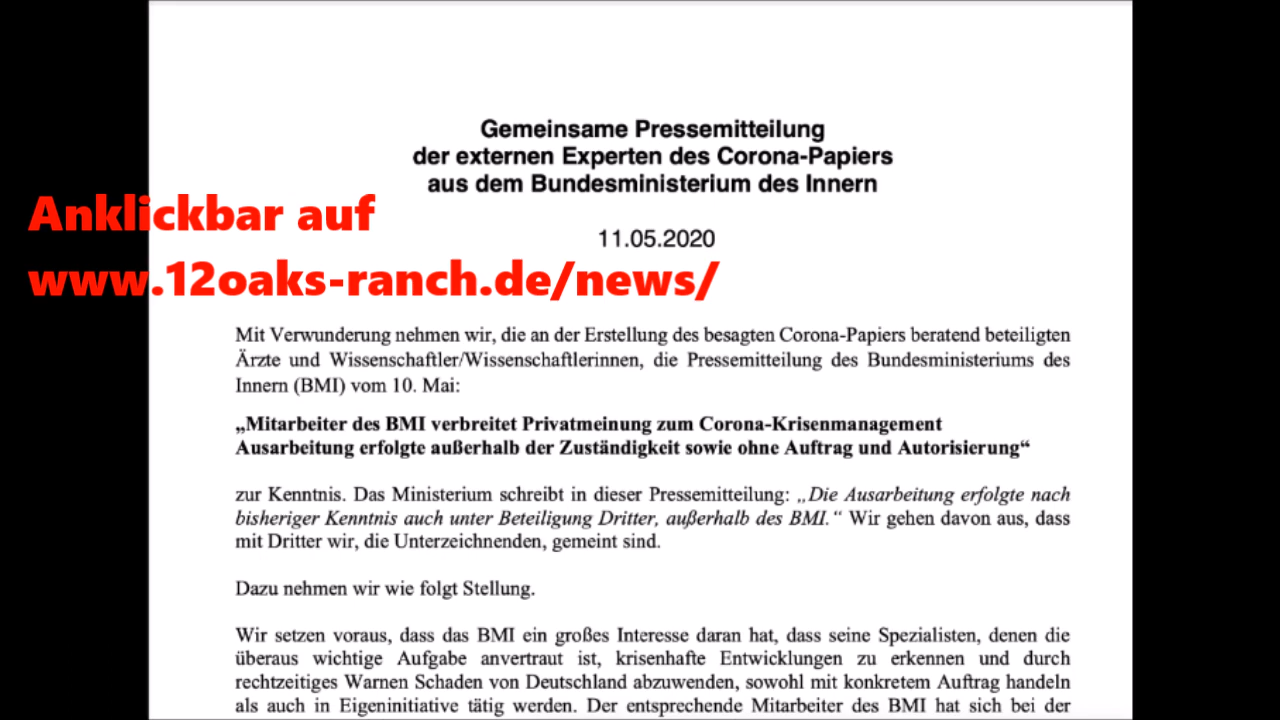 Gemeinsame Pressemitteilung
der externen Experten des Corona-Papiers
aus dem Bundesministerium des Innern
Anklickbar auf
11.05.2020
www.12oaks-ranch.de/news/
Mit Verwunderung nehmen wir, die an der Erstellung des besagten Corona-Papiers beratend beteiligten
Ärzte und Wissenschaftler/Wissenschaftlerinnen, die Pressemitteilung des Bundesministeriums des
Innern (BMI) vom 10. Mai:
„Mitarbeiter des BMI verbreitet Privatmeinung zum Corona-Krisenmanagement
Ausarbeitung erfolgte außerhalb der Zuständigkeit sowie ohne Auftrag und Autorisierung“
zur Kenntnis. Das Ministerium schreibt in dieser Pressemitteilung: „Die Ausarbeitung erfolgte nach
bisheriger Kenntnis auch unter Beteiligung Dritter, außerhalb des BMI.“ Wir gehen davon aus, dass
mit Dritter wir, die Unterzeichnenden, gemeint sind.
Dazu nehmen wir wie folgt Stellung.
Wir setzen voraus, dass das BMI ein großes Interesse daran hat, dass seine Spezialisten, denen die
überaus wichtige Aufgabe anvertraut ist, krisenhafte Entwicklungen zu erkennen und durch
rechtzeitiges Warnen Schaden von Deutschland abzuwenden, sowohl mit konkretem Auftrag handeln
als auch in Eigeninitiative tätig werden. Der entsprechende Mitarbeiter des BMI hat sich bei der